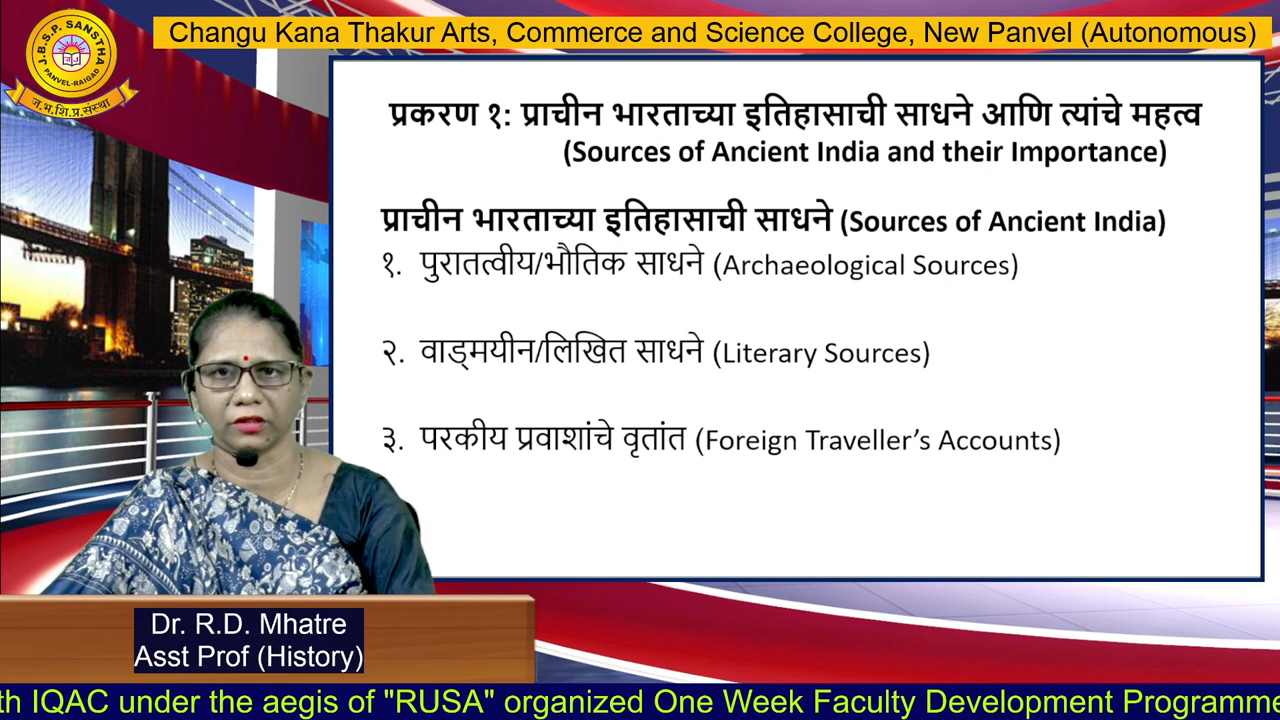 J.B.S.P. SANSTHA
PANVEL-RAIGAD
ज.भ.शि.प्र.संस्था
Changu Kana Thakur Arts, Commerce and Science College, New Panvel (Autonomous)
प्रकरण १: प्राचीन भारताच्या इतिहासाची साधने आणि त्यांचे महत्व
(Sources of Ancient India and their Importance)
प्राचीन भारताच्या इतिहासाची साधने (Sources of Ancient India)
१. पुरातत्वीय/भौतिक साधने (Archaeological Sources)
२. वाड्मयीन/लिखित साधने (Literary Sources)
३. परकीय प्रवाशांचे वृतांत (Foreign Traveller’s Accounts)
Dr. R.D. Mhatre
Asst Prof (History)
th IQAC under the aegis of "RUSA" organized One Week Faculty Development Programme